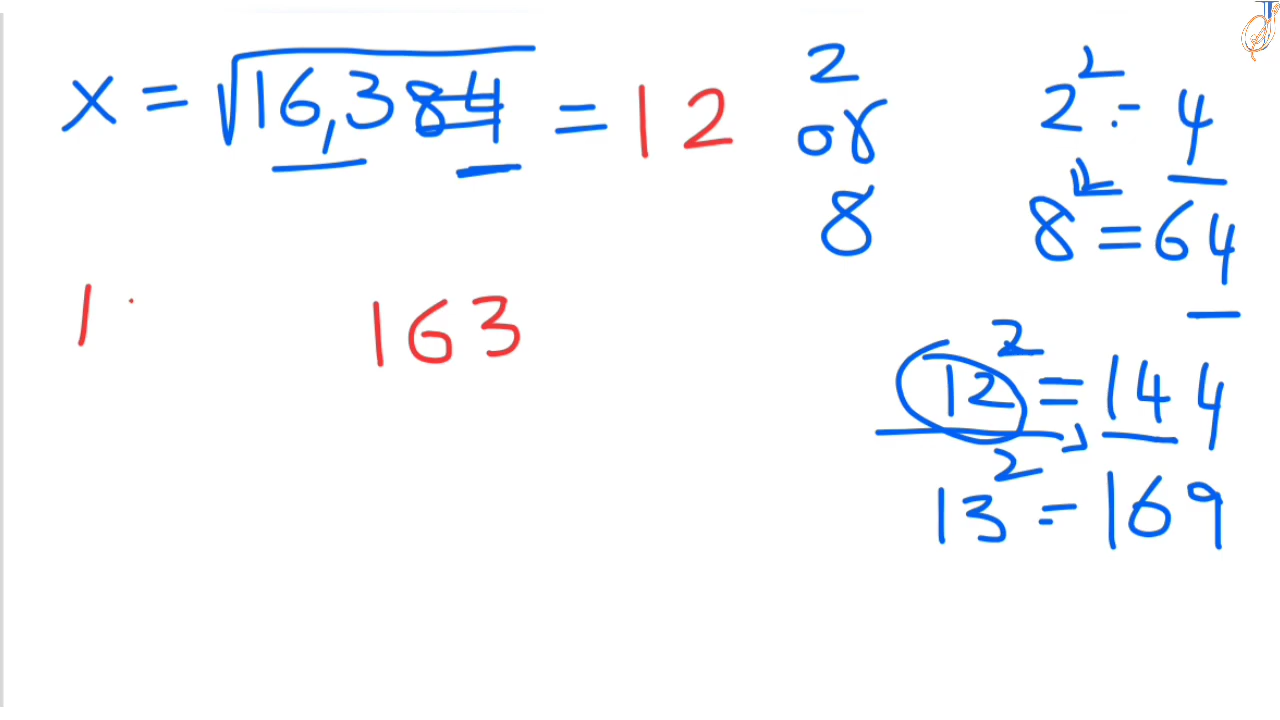 x = √16,384 = 12
2
or
8
2² = 4
8² = 64
1 163
12² = 144
13² = 169